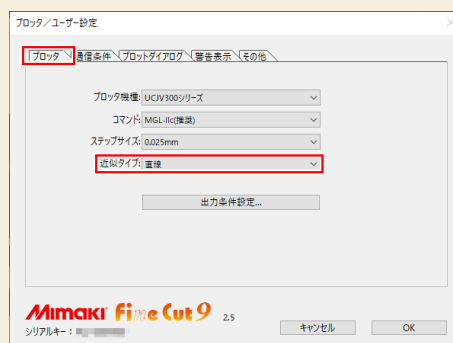 プロッタ／ユーザー設定
プロッタ 通信条件 プロットダイアログ 警告表示 その他
プロッタ機種: UCJV300シリーズ
コマンド: MGL-IIc(推奨)
ステップサイズ: 0.025mm
近似タイプ: 直線
出力条件設定...
Mimaki Fine Cut 9 2.5
シリアルキー：
キャンセル OK